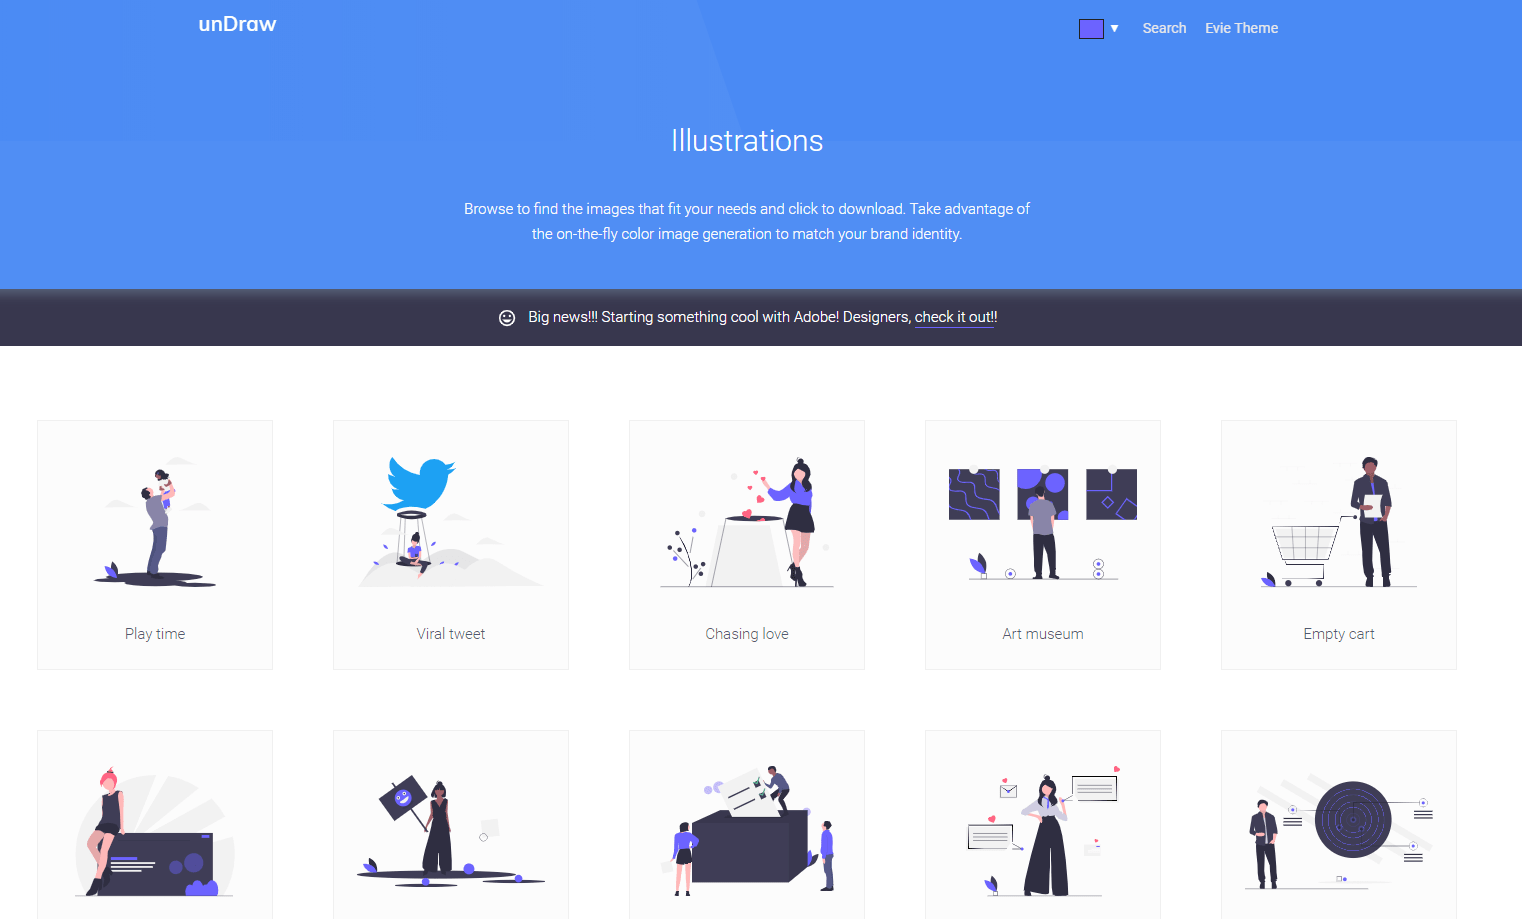 unDraw
Search
Evie Theme
Illustrations
Browse to find the images that fit your needs and click to download. Take advantage of
the on-the-fly color image generation to match your brand identity.
Big news!!! Starting something cool with Adobe! Designers, check it out!!
Play time
Viral tweet
Chasing love
Art museum
Empty cart